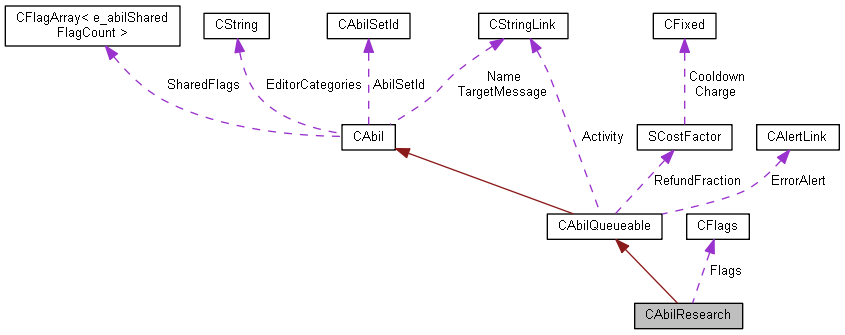 CFlagArray< e_abilShared
FlagCount >
CString
CAbilSetId
CStringLink
CFixed
SharedFlags
EditorCategories
AbilSetId
Name
TargetMessage
Cooldown
Charge
CAbil
Activity
SCostFactor
CAlertLink
RefundFraction
ErrorAlert
CAbilQueueable
CFlags
Flags
CAbilResearch